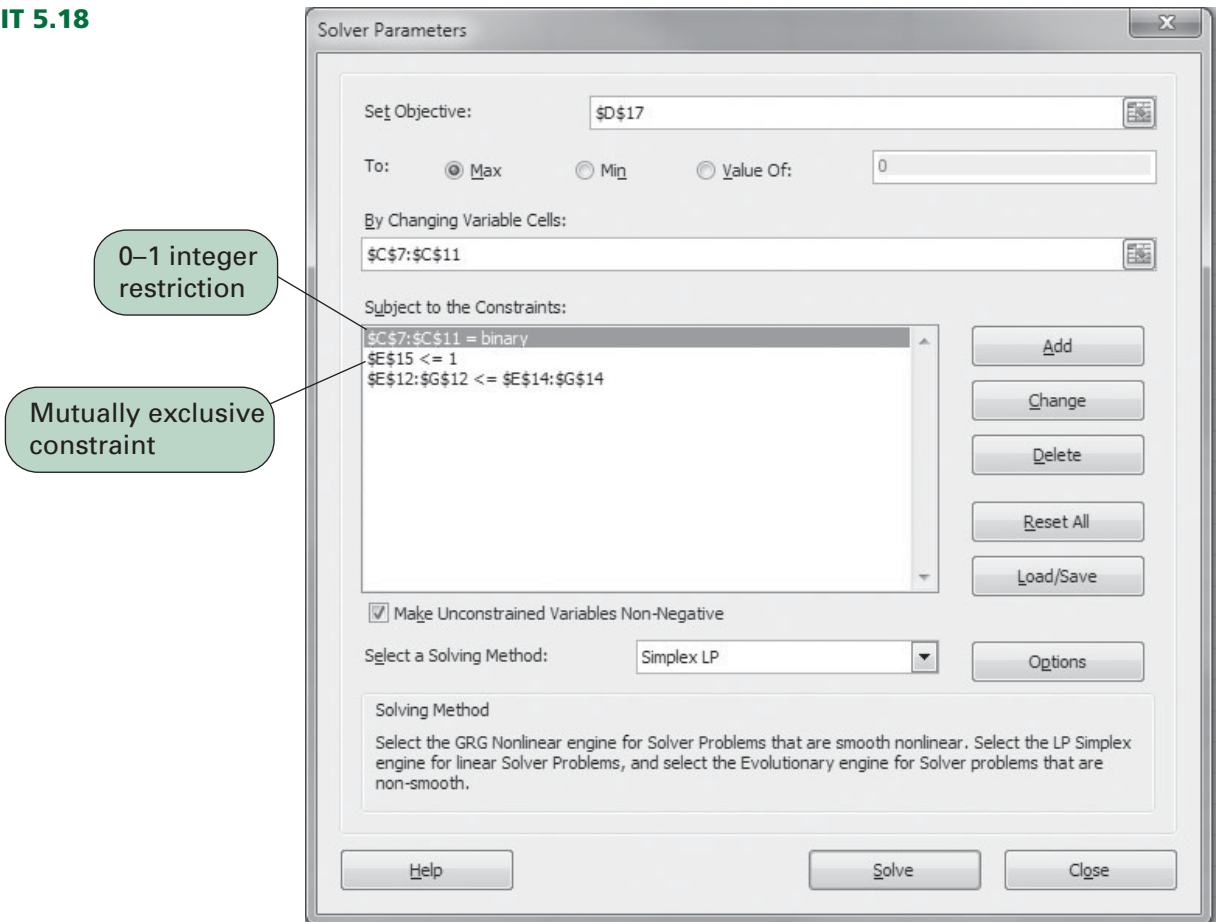 IT 5.18
Solver Parameters
X
Set Objective:
$D$17
To:
Max
Min
Value Of:
0
By Changing Variable Cells:
$C$7:$C$11
0–1 integer
restriction
Subject to the Constraints:
$C$7:$C$11 = binary
$E$15 <= 1
$E$12:$G$12 <= $E$14:$G$14
Mutually exclusive
constraint
Add
Change
Delete
Reset All
Load/Save
Make Unconstrained Variables Non-Negative
Select a Solving Method:
Simplex LP
Options
Solving Method
Select the GRG Nonlinear engine for Solver Problems that are smooth nonlinear. Select the LP Simplex
engine for linear Solver Problems, and select the Evolutionary engine for Solver problems that are
non-smooth.
Help
Solve
Close